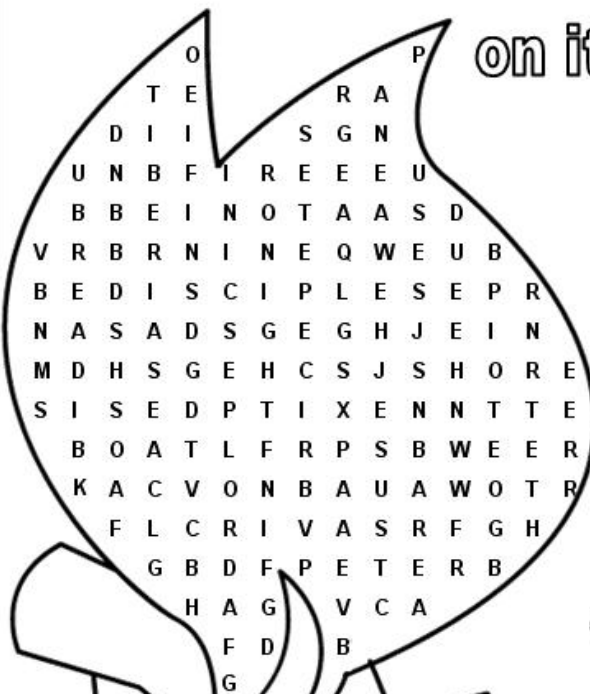 on it
O P
T E R A
D I I S G N
U N B F I R E E E U
B B E I N O T A A S D
V R B R N I N E Q W E U B
B E D I S C I P L E S E P R
N A S A D S G E G H J E I N
M D H S G E H C S J S H O R E
S I S E D P T I X E N N T T E
B O A T L F R P S B W E E R
K A C V O N B A U A W O T R
F L C R I V A S R F G H
G B D F P E T E R B
H A G V C A
F D B
G